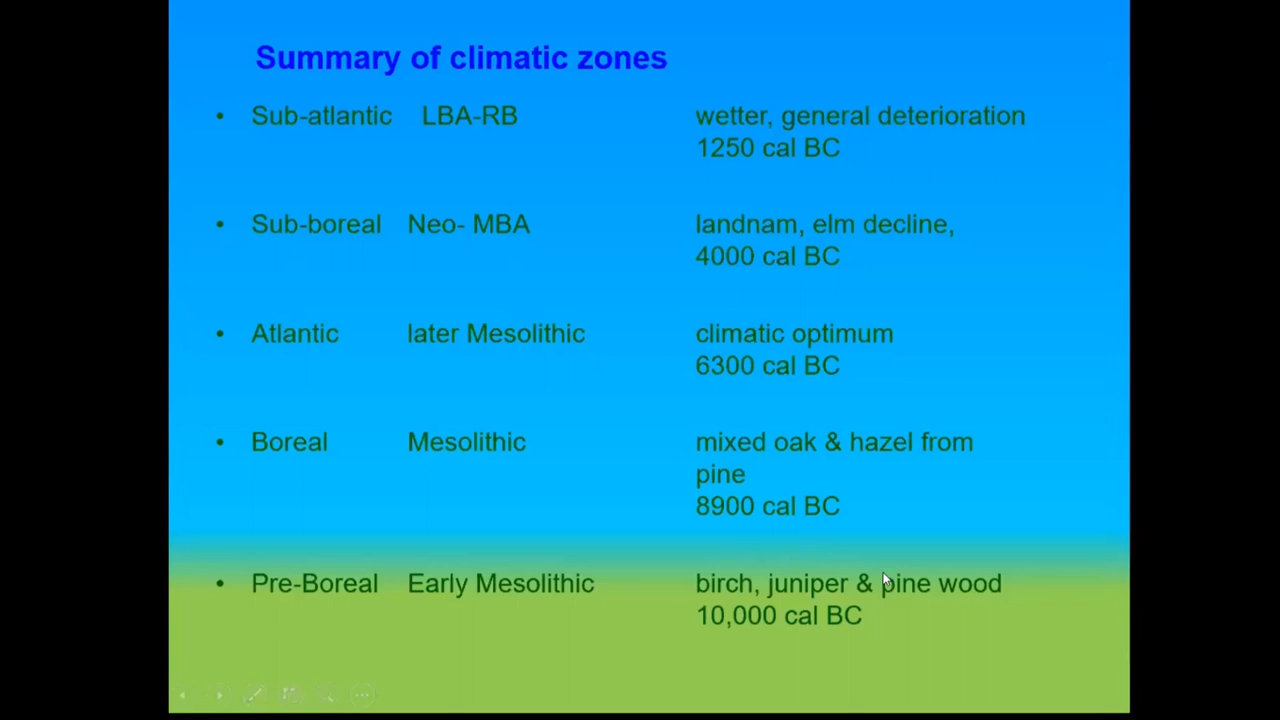 Summary of climatic zones
• Sub-atlantic LBA-RB wetter, general deterioration
1250 cal BC
• Sub-boreal Neo- MBA landnam, elm decline,
4000 cal BC
• Atlantic later Mesolithic climatic optimum
6300 cal BC
• Boreal Mesolithic mixed oak & hazel from
pine
8900 cal BC
• Pre-Boreal Early Mesolithic birch, juniper & pine wood
10,000 cal BC